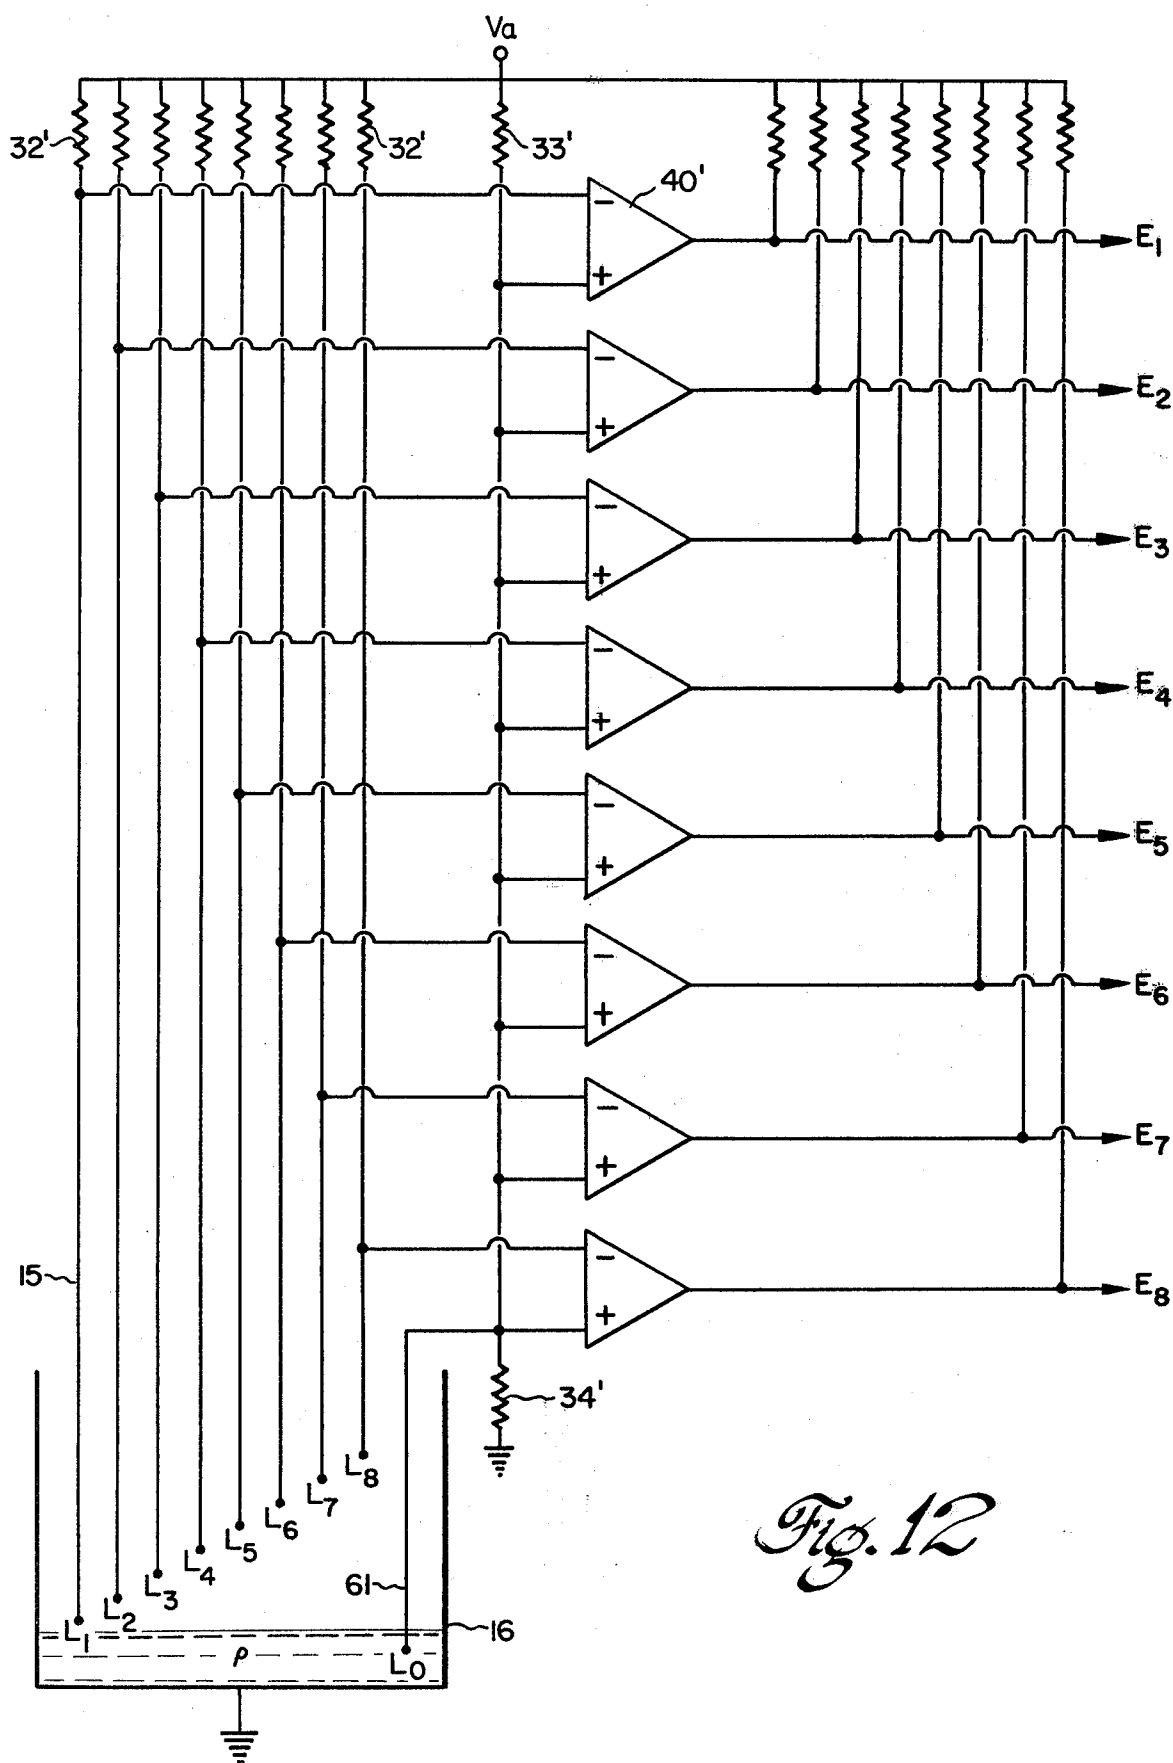 Va
32'
32'
33'
40'
−
+
E1
−
+
E2
−
+
E3
−
+
E4
−
+
E5
−
+
E6
−
+
E7
15
−
+
E8
34'
L8
L7
L6
L5
L4
L3
L2
L1
61
16
ρ
L0
Fig. 12